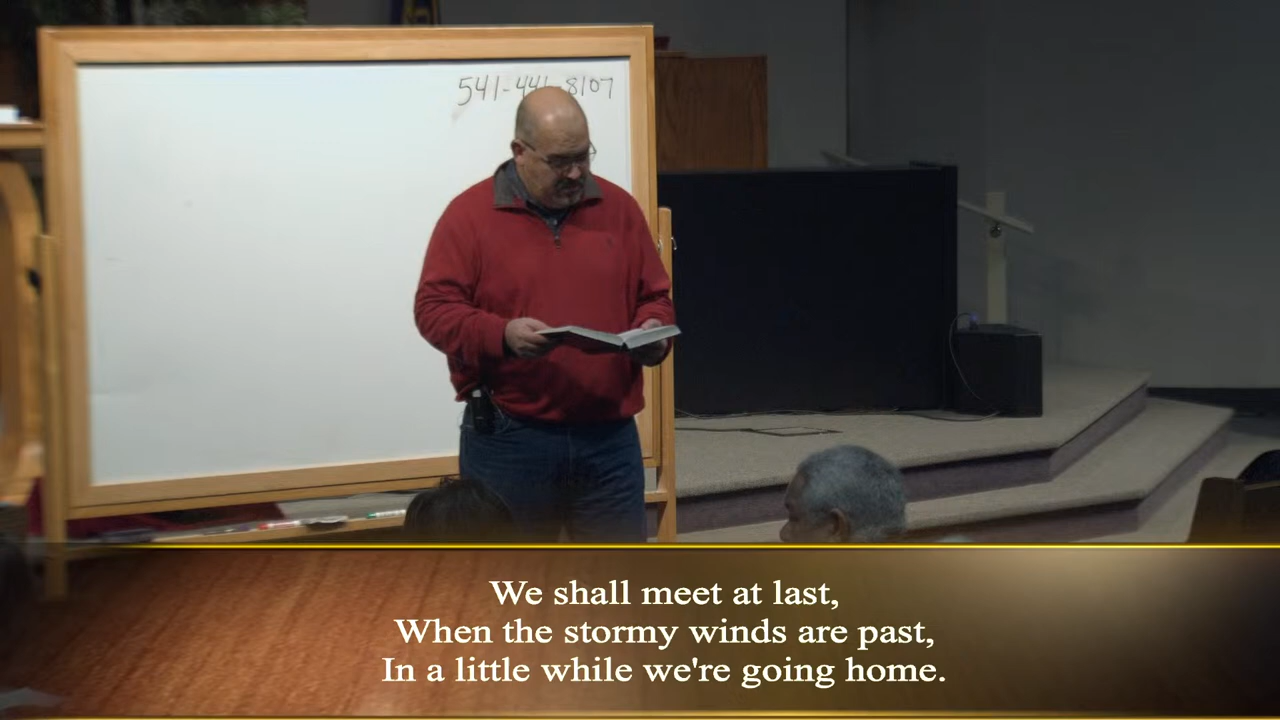 541-441-8107
We shall meet at last,
When the stormy winds are past,
In a little while we're going home.